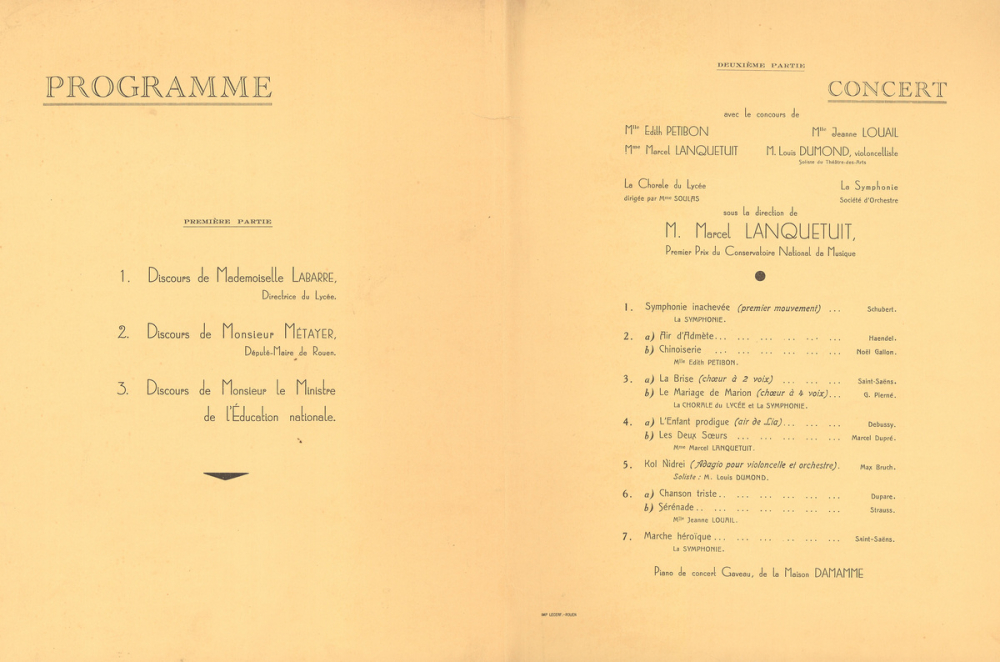 PROGRAMME
PREMIÈRE PARTIE
1. Discours de Mademoiselle LABARRE,
Directrice du Lycée.
2. Discours de Monsieur MÉTAYER,
Député-Maire de Rouen.
3. Discours de Monsieur le Ministre
de l'Éducation nationale.
DEUXIÈME PARTIE
CONCERT
avec le concours de
Mlle Edith PETIBON Mlle Jeanne LOUAIL
Mme Marcel LANQUETUIT M. Louis DUMOND, violoncelliste
Soliste du Théâtre-des-Arts
La Chorale du Lycée La Symphonie
dirigée par Mme SOULAS Société d'Orchestre
sous la direction de
M. Marcel LANQUETUIT,
Premier Prix du Conservatoire National de Musique
1. Symphonie inachevée (premier mouvement) ... Schubert.
La SYMPHONIE.
2. a) Air d'Admète... ... ... ... ... ... Haendel.
b) Chinoiserie ... ... ... ... ... Noël Gallon.
Mlle Edith PETIBON.
3. a) La Brise (chœur à 2 voix) ... ... ... Saint-Saëns.
b) Le Mariage de Marion (chœur à 4 voix)... G. Pierné.
La CHORALE du LYCÉE et La SYMPHONIE.
4. a) L'Enfant prodigue (air de Lia)... ... ... Debussy.
b) Les Deux Sœurs ... ... ... ... ... Marcel Dupré.
Mme Marcel LANQUETUIT.
5. Kol Nidrei (Adagio pour violoncelle et orchestre). Max Bruch.
Soliste : M. Louis DUMOND.
6. a) Chanson triste.. ... ... ... ... ... Duparc.
b) Sérénade.. ... ... ... ... ... Strauss.
Mlle Jeanne LOUAIL.
7. Marche héroïque... ... ... ... ... ... Saint-Saëns.
La SYMPHONIE.
Piano de concert Gaveau, de la Maison DAMAMME
IMP. LECERF - ROUEN